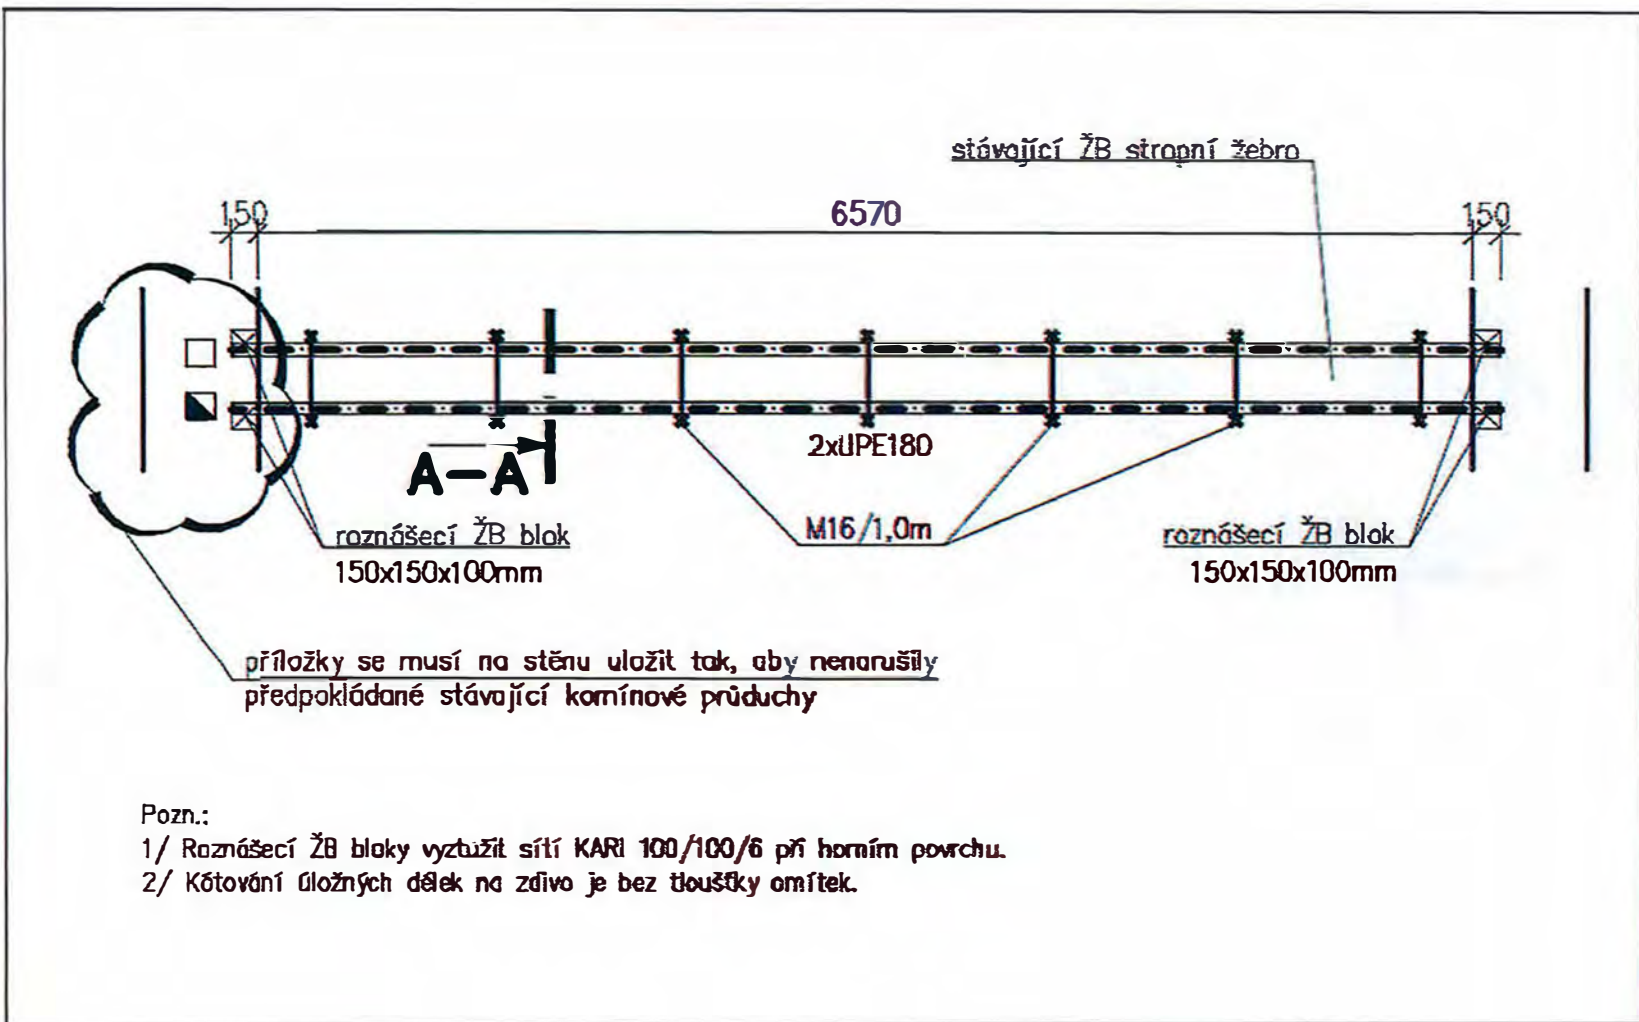 stávající ŽB stropní žebro
150
6570
150
2xUPE180
A-A
roznášecí ŽB blok
150x150x100mm
M16/1,0m
roznášecí ŽB blok
150x150x100mm
příložky se musí na stěnu uložit tak, aby nenarušily
předpokládané stávající komínové průduchy
Pozn.:
1/ Roznášecí ŽB bloky vyztužit sítí KARI 100/100/6 při horním povrchu.
2/ Kótování úložných délek na zdivo je bez tloušťky omítek.